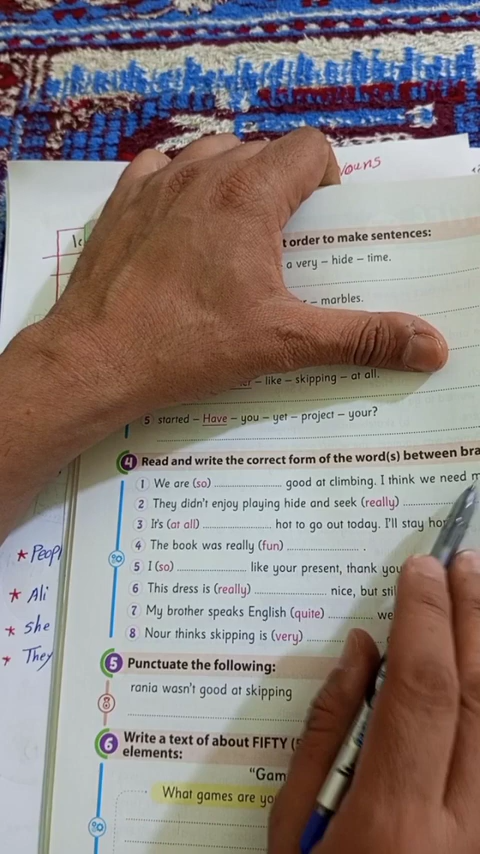 ouns
t order to make sentences:
a very – hide – time.
– marbles.
– like – skipping – at all.
5 started – Have – you – yet – project – your?
4 Read and write the correct form of the word(s) between bra
1 We are (so) .................... good at climbing. I think we need m
2 They didn't enjoy playing hide and seek (really) ....................
3 It's (at all) .................... hot to go out today. I'll stay ho
4 The book was really (fun) .................... .
5 I (so) .................... like your present, thank you
6 This dress is (really) .................... nice, but stil
7 My brother speaks English (quite) ............ we
8 Nour thinks skipping is (very) ............
* Peopl
* Ali
* she
* They
5 Punctuate the following:
rania wasn't good at skipping
6 Write a text of about FIFTY (5
elements:
"Gam
What games are yo